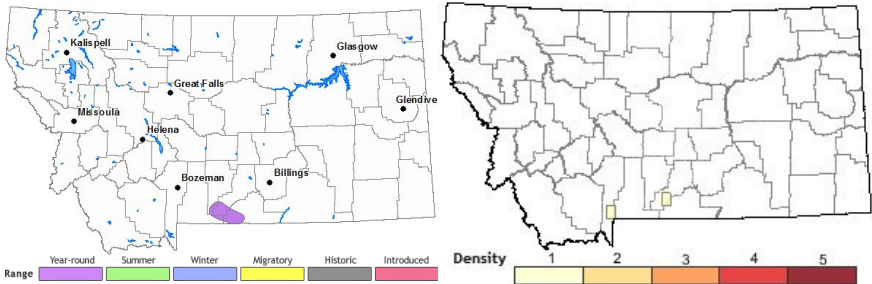 Kalispell
Glasgow
Great Falls
Glendive
Missoula
Helena
Bozeman
Billings
Range Year-round Summer Winter Migratory Historic Introduced
Density 1 2 3 4 5